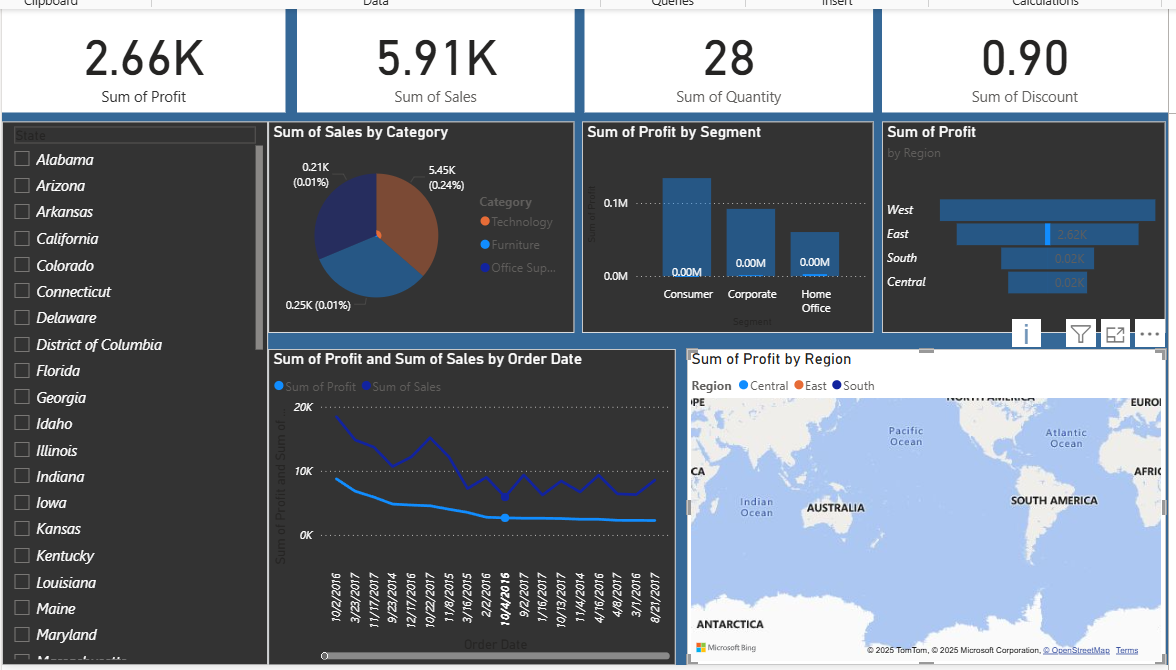 Clipboard Data Queries Insert Calculations
2.66K
Sum of Profit
5.91K
Sum of Sales
28
Sum of Quantity
0.90
Sum of Discount
State
Alabama
Arizona
Arkansas
California
Colorado
Connecticut
Delaware
District of Columbia
Florida
Georgia
Idaho
Illinois
Indiana
Iowa
Kansas
Kentucky
Louisiana
Maine
Maryland
Sum of Sales by Category
0.21K
(0.01%)
5.45K
(0.24%)
0.25K (0.01%)
Category
Technology
Furniture
Office Sup...
Sum of Profit by Segment
Sum of Profit
0.1M
0.0M
0.00M
0.00M
0.00M
Consumer
Corporate
Home
Office
Segment
Sum of Profit
by Region
West
East
2.62K
South
0.02K
Central
0.02K
Sum of Profit and Sum of Sales by Order Date
Sum of Profit Sum of Sales
Sum of Profit and Sum of ...
20K
10K
0K
10/2/2016
3/23/2017
11/17/2017
9/23/2014
12/17/2016
10/22/2017
11/8/2015
3/16/2015
2/2/2016
10/4/2016
9/2/2017
1/16/2017
10/13/2017
11/4/2014
4/16/2016
4/8/2017
3/1/2016
8/21/2017
Order Date
Sum of Profit by Region
Region Central East South
NORTH AMERICA
EURO
Pacific
Ocean
Atlantic
Ocean
CA
AFRIC
Indian
Ocean
AUSTRALIA
SOUTH AMERICA
ANTARCTICA
Microsoft Bing
© 2025 TomTom, © 2025 Microsoft Corporation, © OpenStreetMap Terms